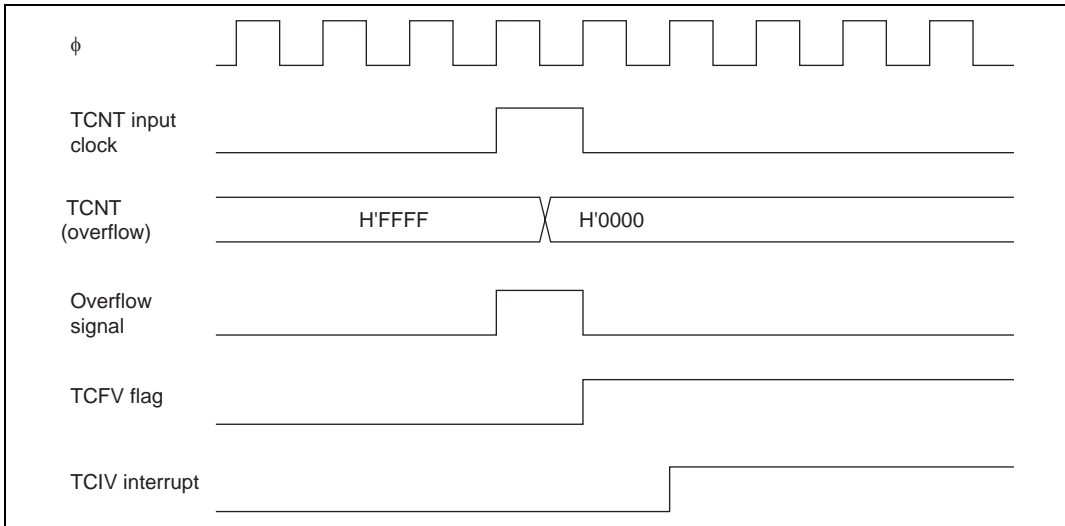 ϕ
TCNT input
clock
TCNT
(overflow)
H'FFFF
H'0000
Overflow
signal
TCFV flag
TCIV interrupt